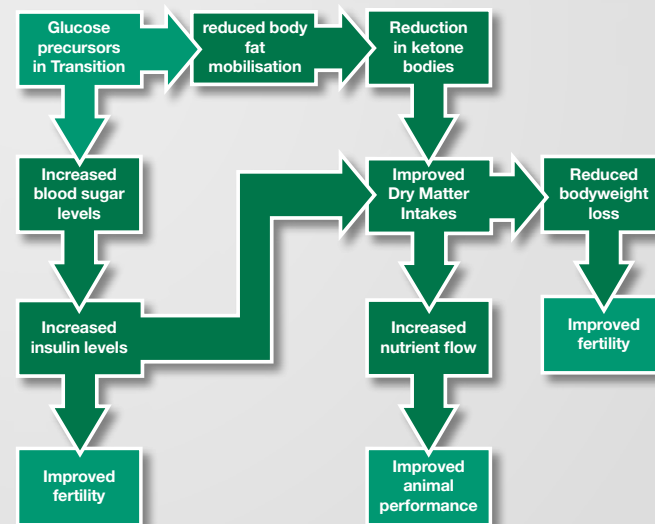 Glucose
precursors
in Transition
reduced body
fat
mobilisation
Reduction
in ketone
bodies
Increased
blood sugar
levels
Improved
Dry Matter
Intakes
Reduced
bodyweight
loss
Increased
insulin levels
Increased
nutrient flow
Improved
fertility
Improved
fertility
Improved
animal
performance